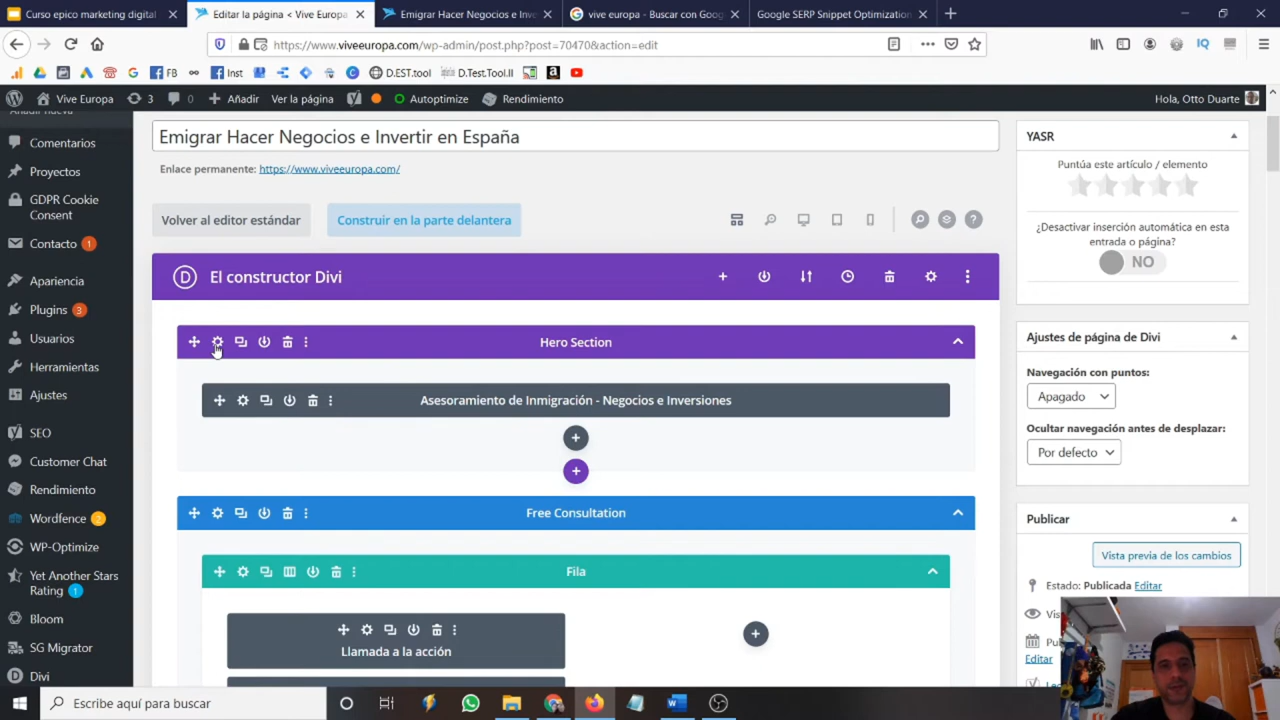 Curso epico marketing digital
Editar la página < Vive Europa
Emigrar Hacer Negocios e Inve
vive europa - Buscar con Goog
Google SERP Snippet Optimization
https://www.viveeuropa.com/wp-admin/post.php?post=70470&action=edit
FB
Inst
D.EST.tool
D.Test.Tool.II
Vive Europa
3
0
Añadir
Ver la página
Autoptimize
Rendimiento
Hola, Otto Duarte
Añadir nueva
Comentarios
Proyectos
GDPR Cookie
Consent
Contacto 1
Apariencia
Plugins 3
Usuarios
Herramientas
Ajustes
SEO
Customer Chat
Rendimiento
Wordfence 2
WP-Optimize
Yet Another Stars
Rating 1
Bloom
SG Migrator
Divi
Emigrar Hacer Negocios e Invertir en España
Enlace permanente: https://www.viveeuropa.com/
Volver al editor estándar
Construir en la parte delantera
?
D El constructor Divi
Hero Section
Asesoramiento de Inmigración - Negocios e Inversiones
Free Consultation
Fila
Llamada a la acción
YASR
Puntúa este artículo / elemento
¿Desactivar inserción automática en esta
entrada o página?
NO
Ajustes de página de Divi
Navegación con puntos:
Apagado
Ocultar navegación antes de desplazar:
Por defecto
Publicar
Vista previa de los cambios
Estado: Publicada Editar
Editar
Escribe aquí para buscar